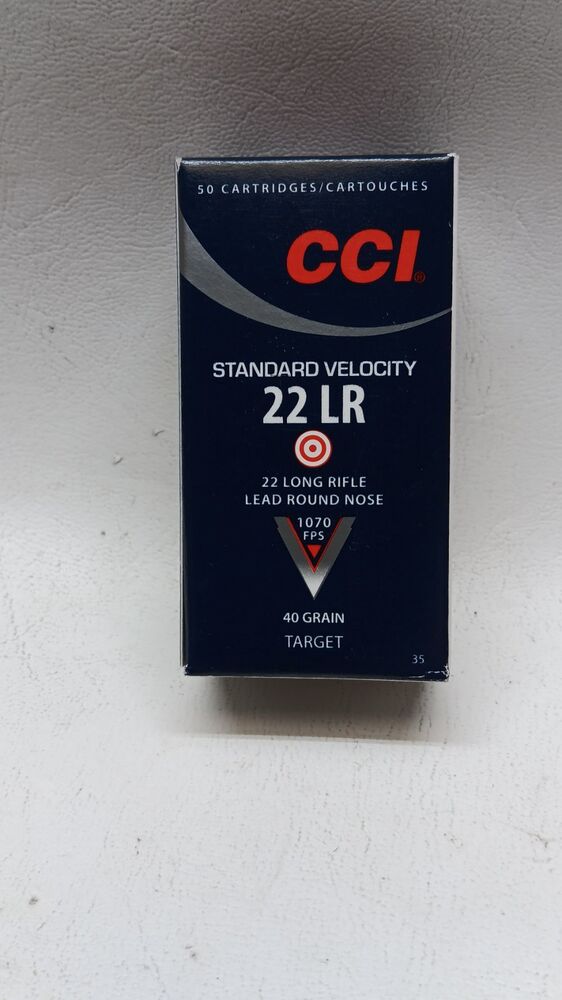 50 CARTRIDGES/CARTOUCHES
CCI®
STANDARD VELOCITY
22 LR
22 LONG RIFLE
LEAD ROUND NOSE
1070
FPS
40 GRAIN
TARGET
35